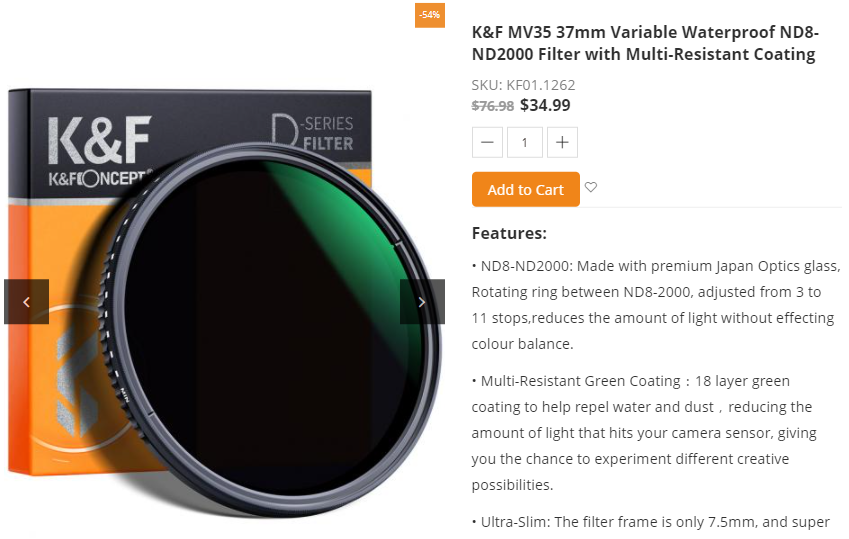 -54%
K&F
K&F CONCEPT
D-SERIES
FILTER
MIN
K&F MV35 37mm Variable Waterproof ND8-
ND2000 Filter with Multi-Resistant Coating
SKU: KF01.1262
$76.98 $34.99
— 1 +
Add to Cart
Features:
• ND8-ND2000: Made with premium Japan Optics glass,
Rotating ring between ND8-2000, adjusted from 3 to
11 stops,reduces the amount of light without effecting
colour balance.
• Multi-Resistant Green Coating：18 layer green
coating to help repel water and dust，reducing the
amount of light that hits your camera sensor, giving
you the chance to experiment different creative
possibilities.
• Ultra-Slim: The filter frame is only 7.5mm, and super